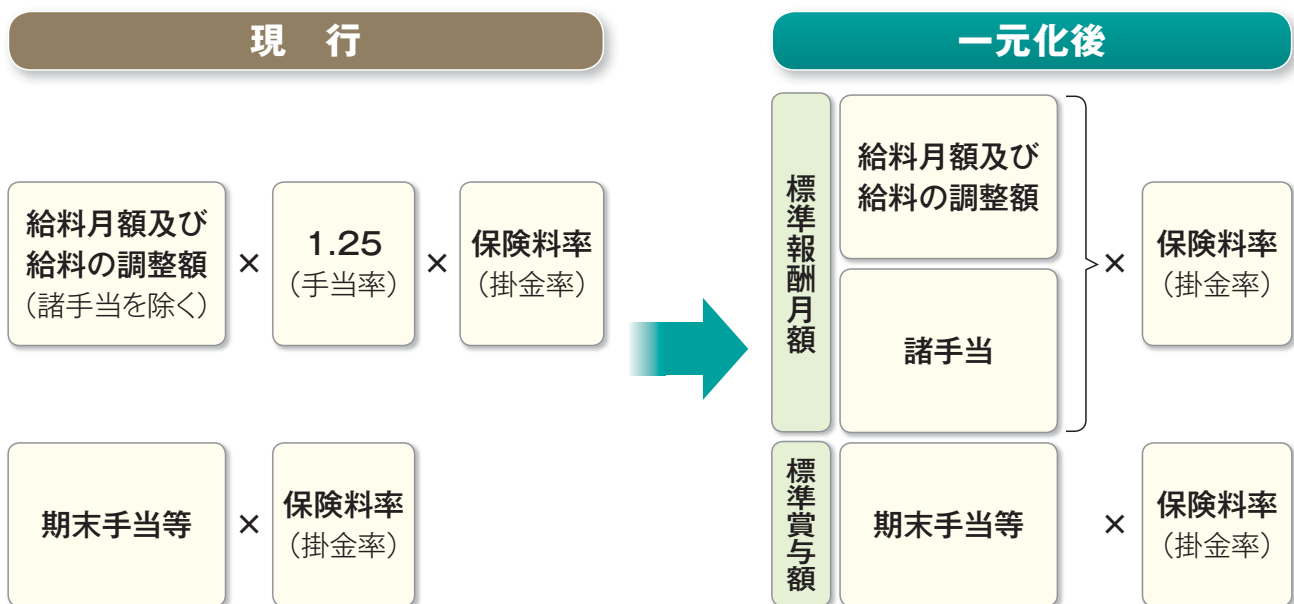 現 行
給料月額及び
給料の調整額
（諸手当を除く）
×
1.25
（手当率）
×
保険料率
（掛金率）
期末手当等
×
保険料率
（掛金率）
一元化後
標準報酬月額
給料月額及び
給料の調整額
諸手当
×
保険料率
（掛金率）
標準賞与額
期末手当等
×
保険料率
（掛金率）